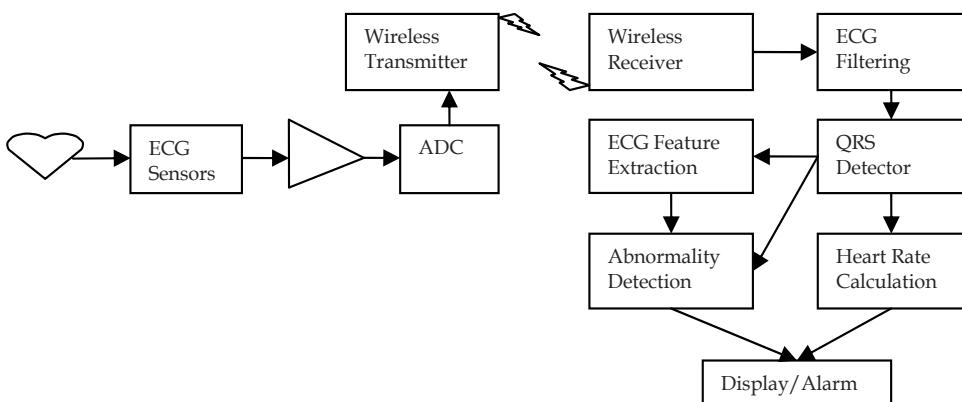 Wireless
Transmitter
Wireless
Receiver
ECG
Filtering
ECG
Sensors
ADC
ECG Feature
Extraction
QRS
Detector
Abnormality
Detection
Heart Rate
Calculation
Display/Alarm